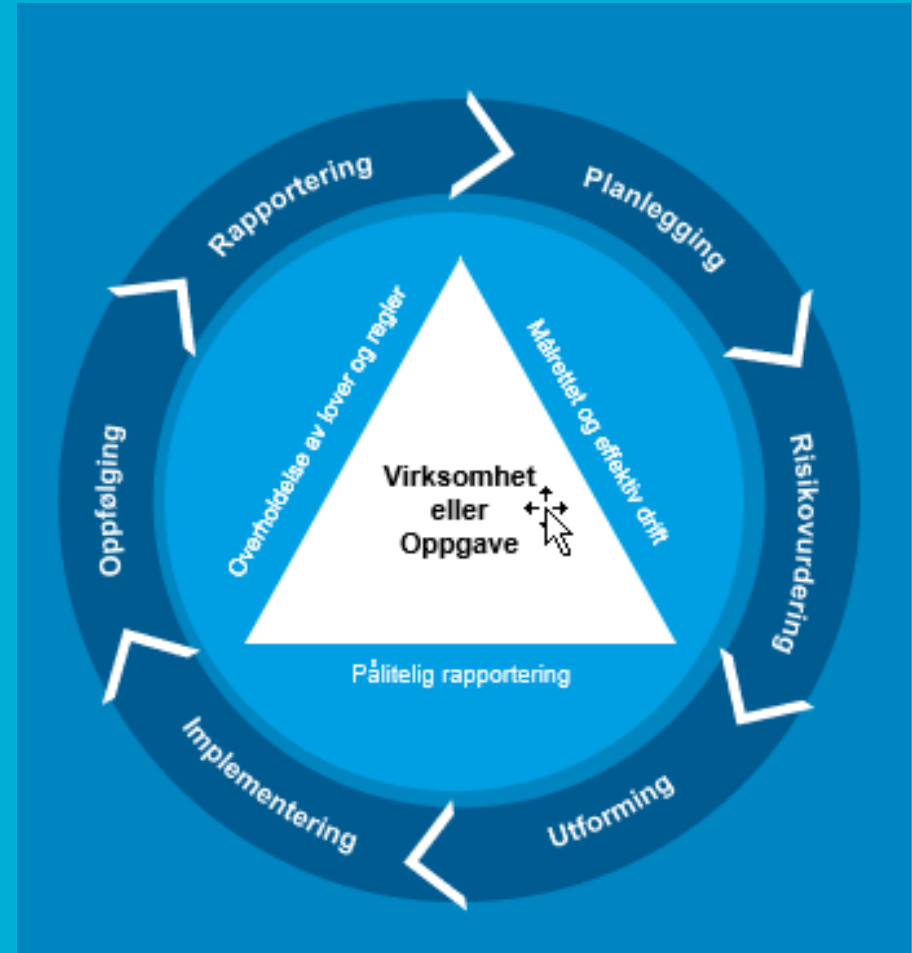 Rapportering
Planlegging
Risikovurdering
Utforming
Implementering
Oppfølging
Overholdelse av lover og regler
Målrettet og effektiv drift
Virksomhet
eller
Oppgave
Pålitelig rapportering